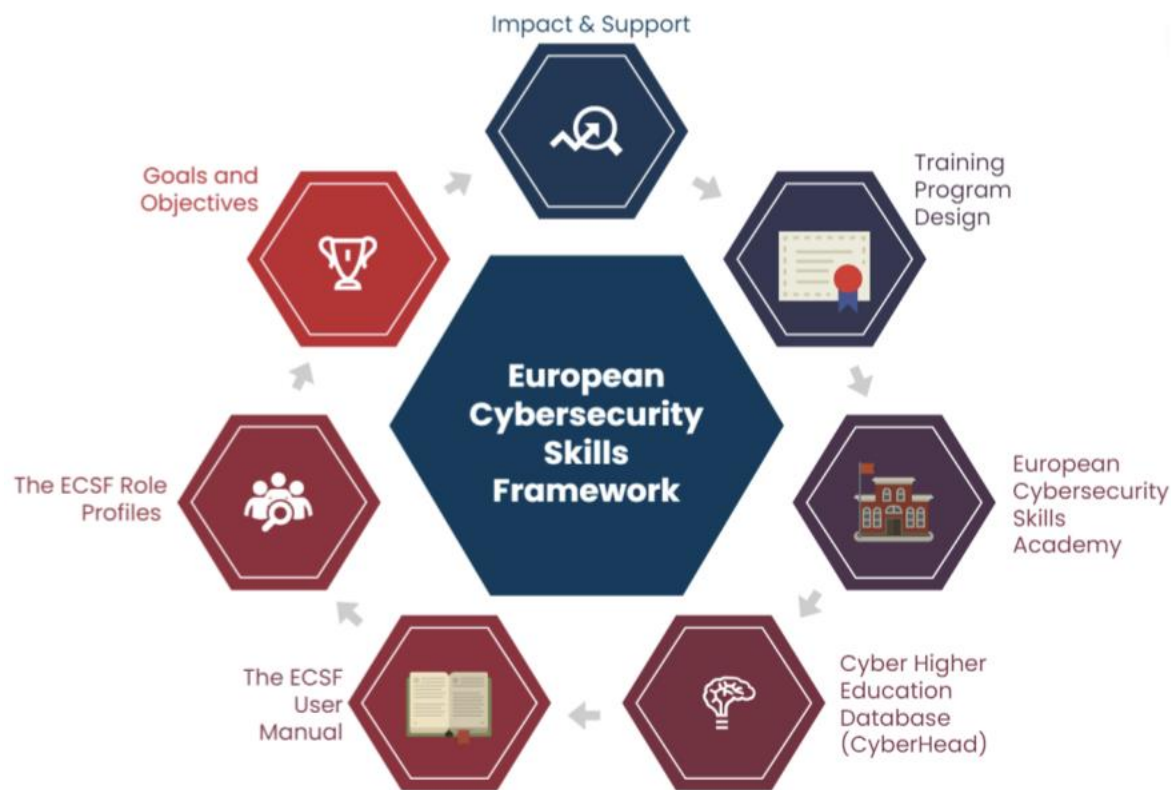 Impact & Support
Goals and
Objectives
Training
Program
Design
European
Cybersecurity
Skills
Framework
The ECSF Role
Profiles
European
Cybersecurity
Skills
Academy
The ECSF
User
Manual
Cyber Higher
Education
Database
(CyberHead)